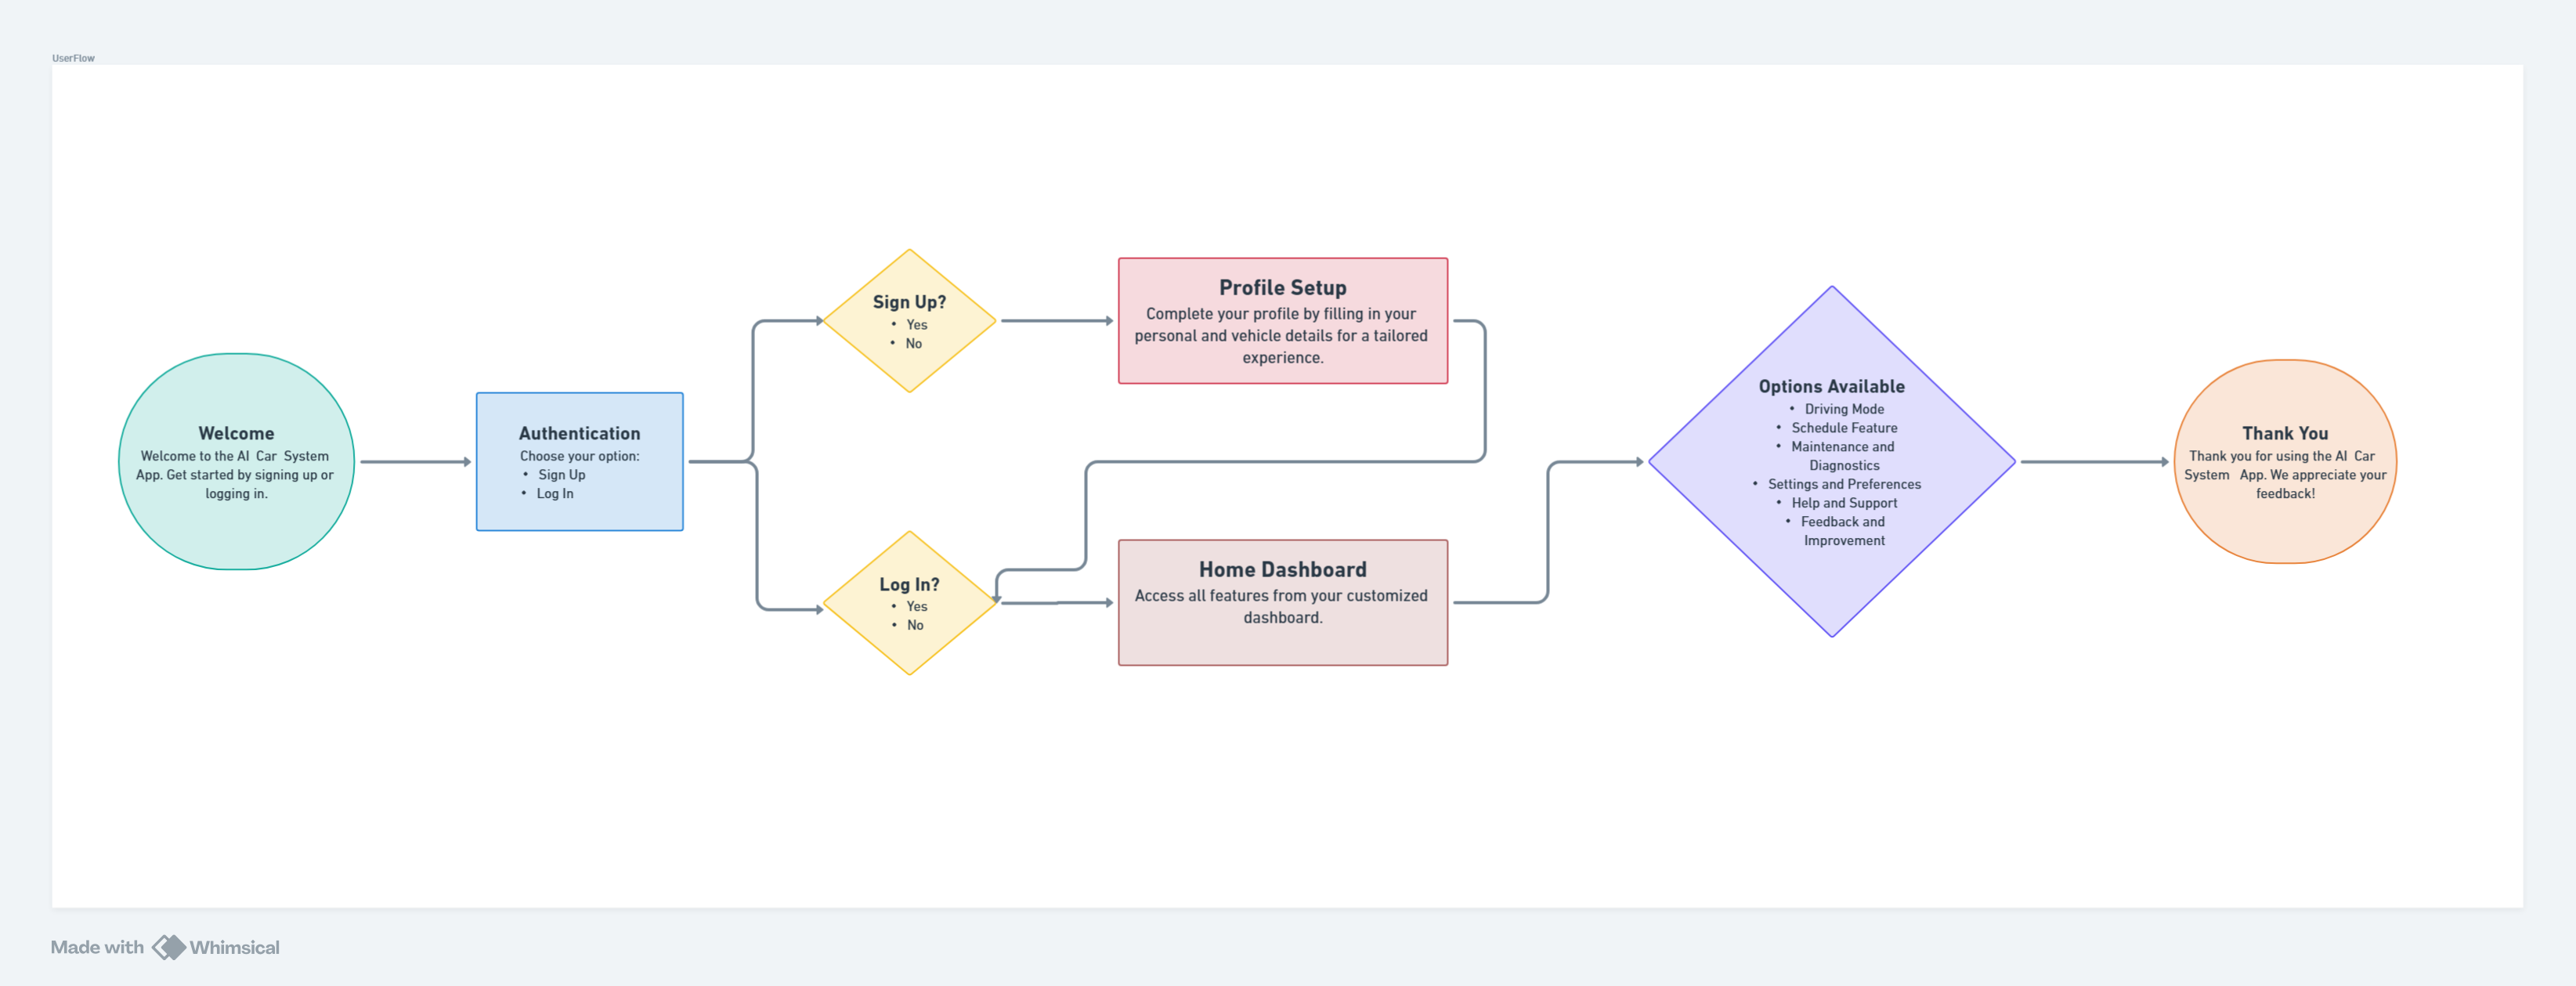 UserFlow
Welcome
Welcome to the AI Car System
App. Get started by signing up or
logging in.
Authentication
Choose your option:
• Sign Up
• Log In
Sign Up?
• Yes
• No
Profile Setup
Complete your profile by filling in your
personal and vehicle details for a tailored
experience.
Log In?
• Yes
• No
Home Dashboard
Access all features from your customized
dashboard.
Options Available
• Driving Mode
• Schedule Feature
• Maintenance and
Diagnostics
• Settings and Preferences
• Help and Support
• Feedback and
Improvement
Thank You
Thank you for using the AI Car
System App. We appreciate your
feedback!
Made with Whimsical